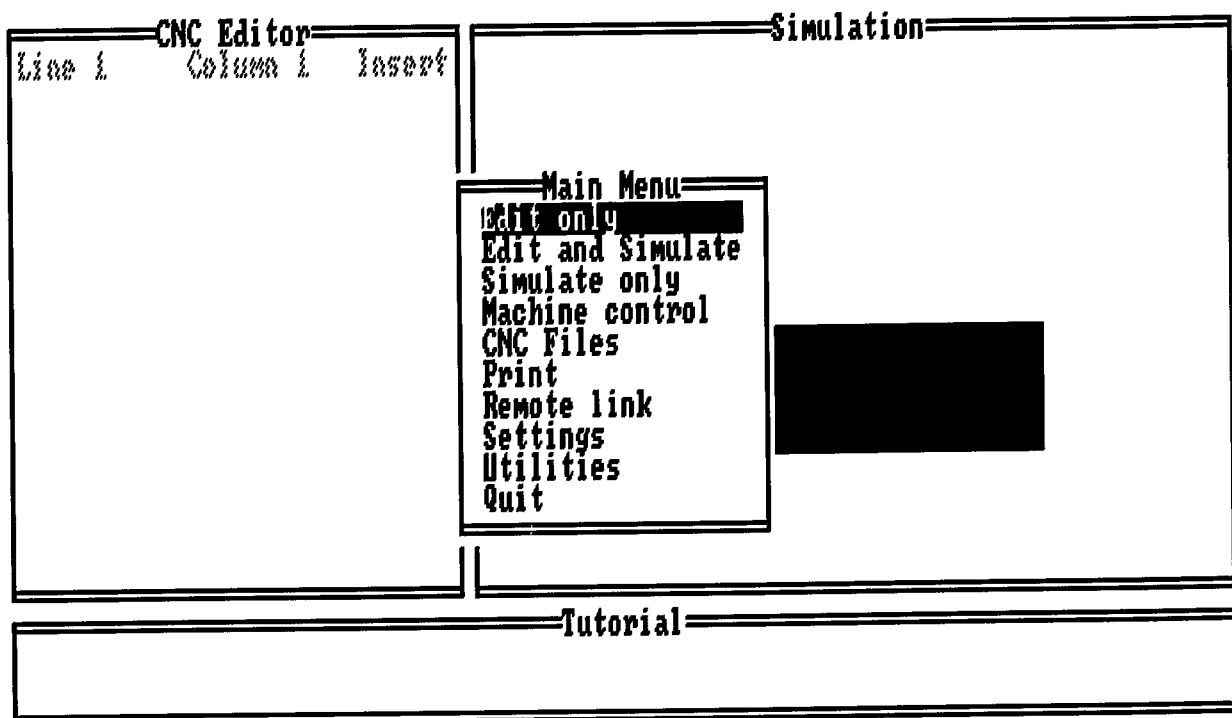 CNC Editor
Simulation
Line 1 Column 1 Insert
Main Menu
Edit only
Edit and Simulate
Simulate only
Machine control
CNC Files
Print
Remote link
Settings
Utilities
Quit
Tutorial